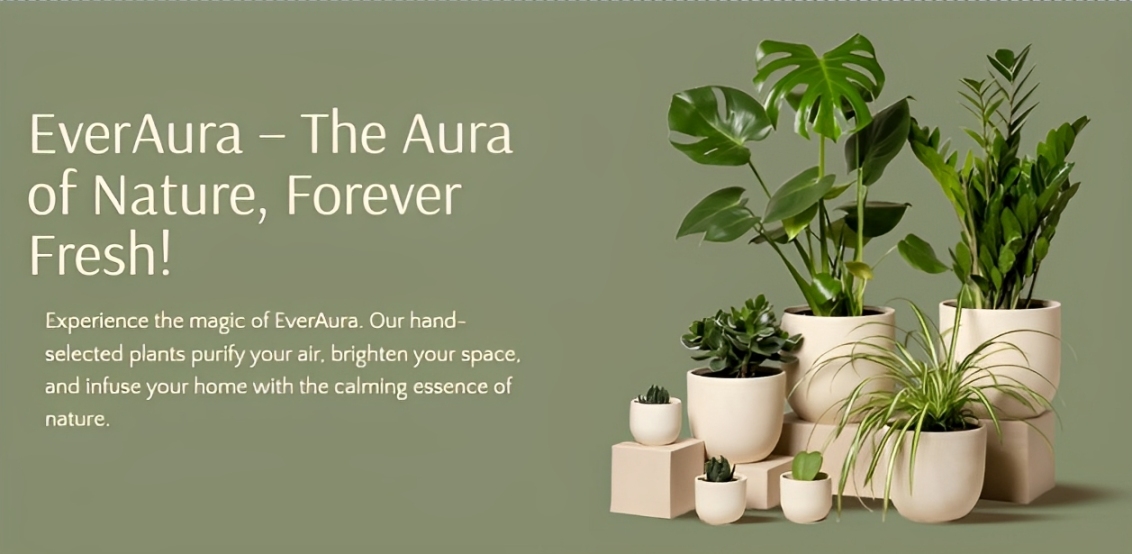 EverAura – The Aura
of Nature, Forever
Fresh!
Experience the magic of EverAura. Our hand-
selected plants purify your air, brighten your space,
and infuse your home with the calming essence of
nature.